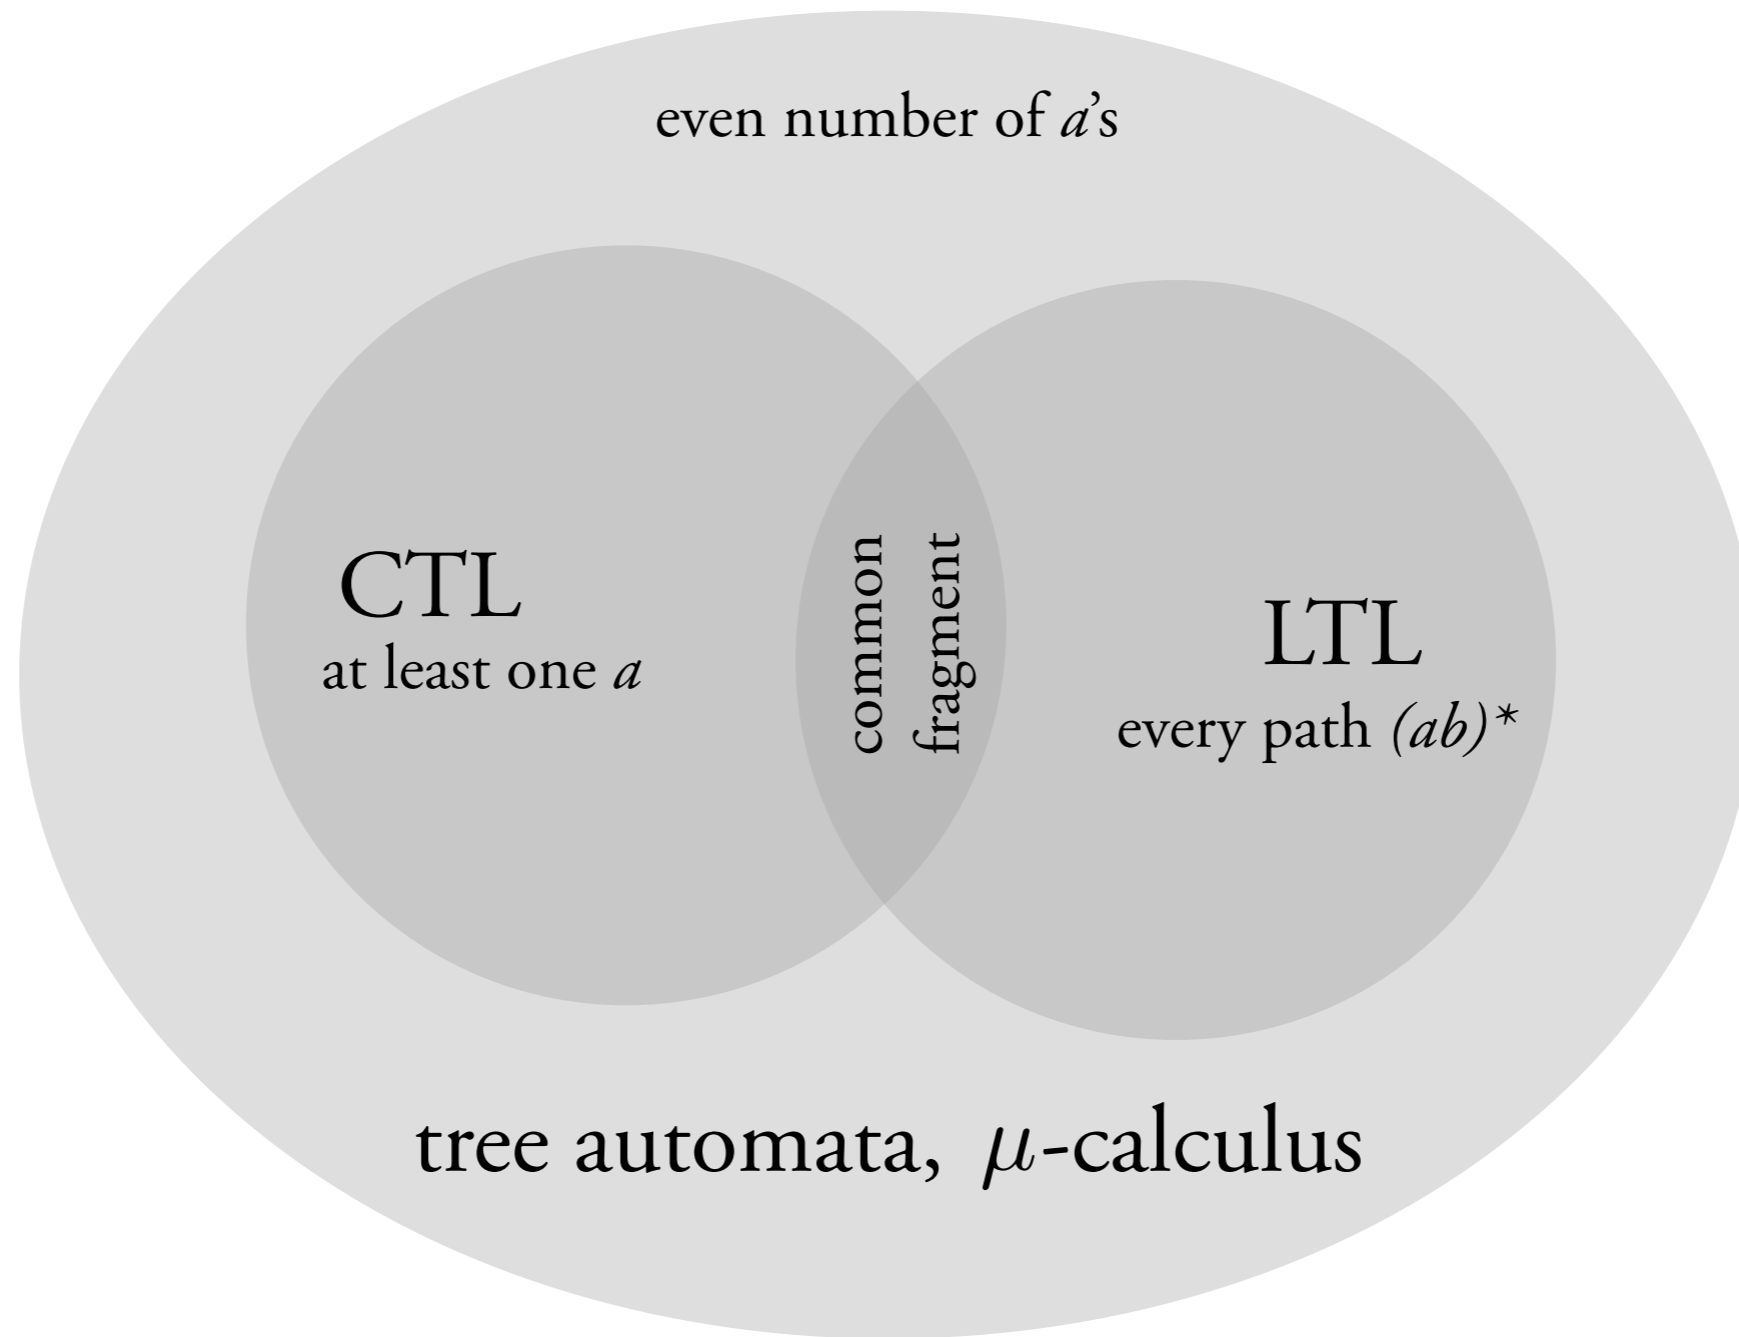 even number of a's
CTL
at least one a
common
fragment
LTL
every path (ab)*
tree automata, μ-calculus